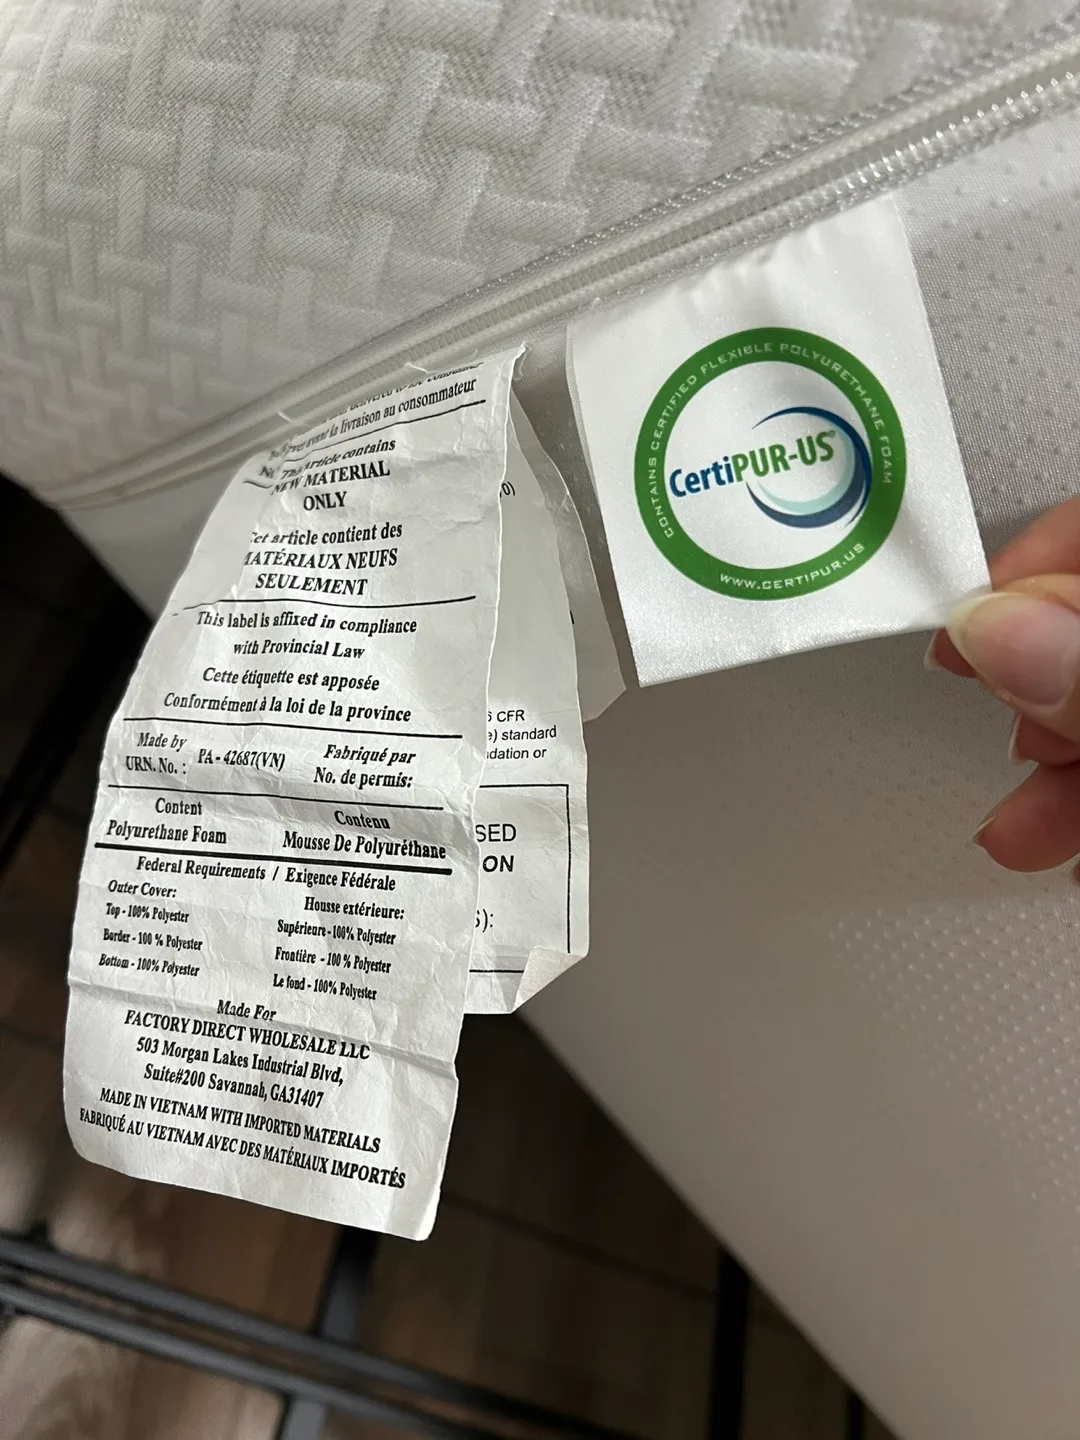 livraison au consommateur
This Article contains
NEW MATERIAL
ONLY
Cet article contient des
MATÉRIAUX NEUFS
SEULEMENT
This label is affixed in compliance
with Provincial Law
Cette étiquette est apposée
Conformément à la loi de la province
Made by
URN. No. :
PA - 42687(VN)
Fabriqué par
No. de permis:
Content
Polyurethane Foam
Contenu
Mousse De Polyuréthane
Federal Requirements / Exigence Fédérale
Outer Cover:
Top - 100% Polyester
Border - 100 % Polyester
Bottom - 100% Polyester
Housse extérieure:
Supérieure - 100% Polyester
Frontière - 100 % Polyester
Le fond - 100% Polyester
Made For
FACTORY DIRECT WHOLESALE LLC
503 Morgan Lakes Industrial Blvd,
Suite#200 Savannah, GA31407
MADE IN VIETNAM WITH IMPORTED MATERIALS
FABRIQUÉ AU VIETNAM AVEC DES MATÉRIAUX IMPORTÉS
CFR
standard
or
SED
ON
S):
CONTAINS CERTIFIED FLEXIBLE POLYURETHANE FOAM
CertiPUR-US®
WWW.CERTIPUR.US